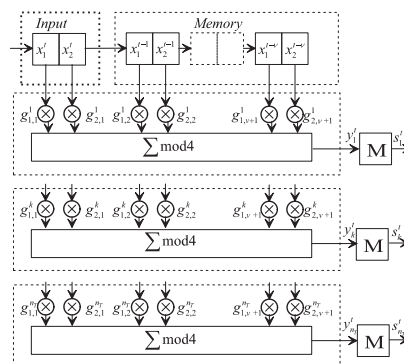 Input Memory
x_1^t x_2^t x_1^{t-1} x_2^{t-1} x_1^{t-ν} x_2^{t-ν}
g_{1,1}^1 g_{2,1}^1 g_{1,2}^1 g_{2,2}^1 g_{1,ν+1}^1 g_{2,ν+1}^1
∑mod4 y_1^t M s_1^t
g_{1,1}^k g_{2,1}^k g_{1,2}^k g_{2,2}^k g_{1,ν+1}^k g_{2,ν+1}^k
∑mod4 y_k^t M s_k^t
g_{1,1}^{n_T} g_{2,1}^{n_T} g_{1,2}^{n_T} g_{2,2}^{n_T} g_{1,ν+1}^{n_T} g_{2,ν+1}^{n_T}
∑mod4 y_{n_T}^t M s_{n_T}^t